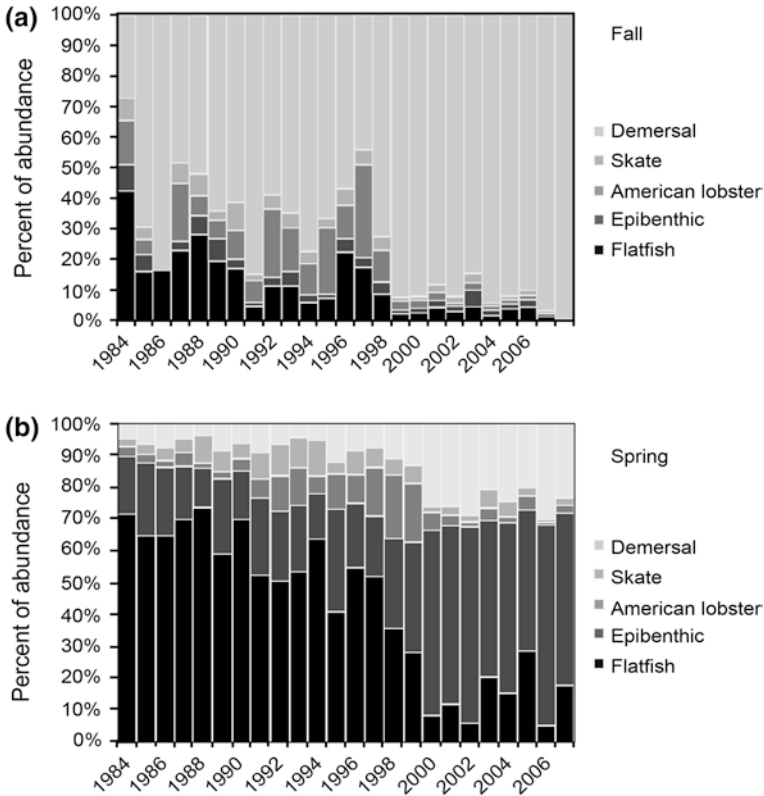 (a)
Fall
Percent of abundance
100%
90%
80%
70%
60%
50%
40%
30%
20%
10%
0%
1984
1986
1988
1990
1992
1994
1996
1998
2000
2002
2004
2006
Demersal
Skate
American lobster
Epibenthic
Flatfish
(b)
Spring
Percent of abundance
100%
90%
80%
70%
60%
50%
40%
30%
20%
10%
0%
1984
1986
1988
1990
1992
1994
1996
1998
2000
2002
2004
2006
Demersal
Skate
American lobster
Epibenthic
Flatfish